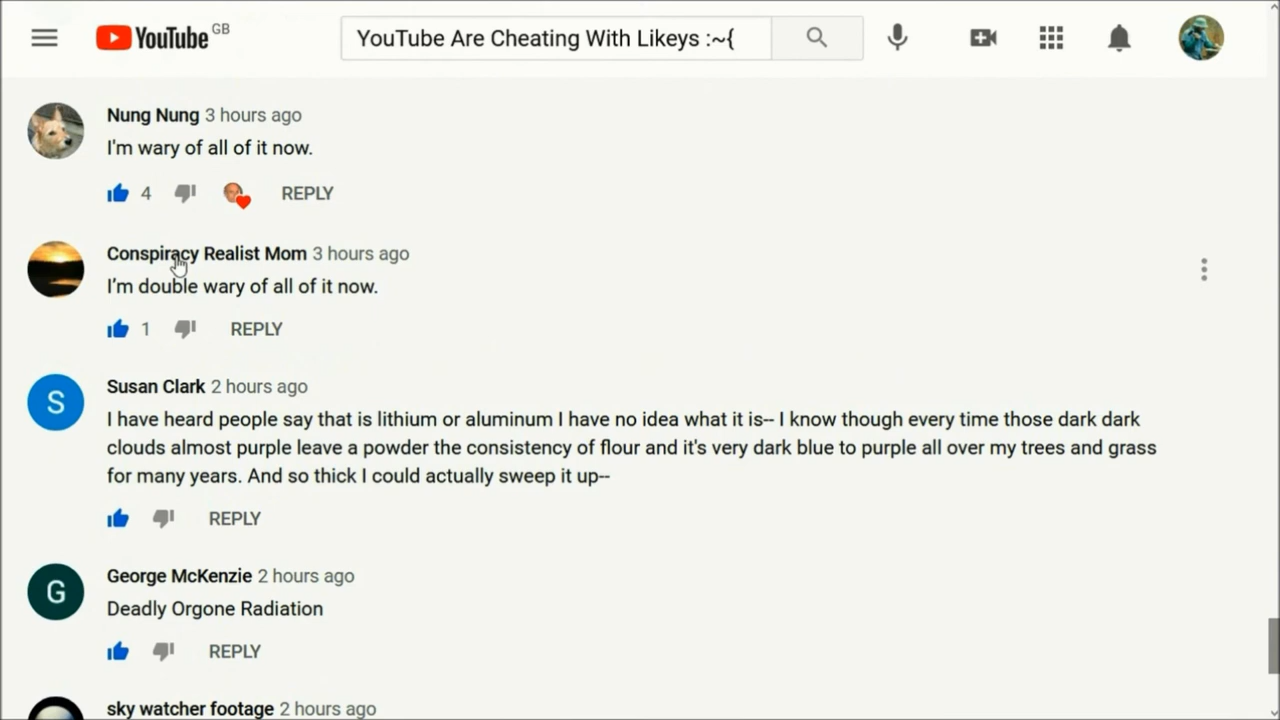 YouTube GB
YouTube Are Cheating With Likeys :~{
Nung Nung 3 hours ago
I'm wary of all of it now.
4 REPLY
Conspiracy Realist Mom 3 hours ago
I'm double wary of all of it now.
1 REPLY
S
Susan Clark 2 hours ago
I have heard people say that is lithium or aluminum I have no idea what it is-- I know though every time those dark dark
clouds almost purple leave a powder the consistency of flour and it's very dark blue to purple all over my trees and grass
for many years. And so thick I could actually sweep it up--
REPLY
G
George McKenzie 2 hours ago
Deadly Orgone Radiation
REPLY
sky watcher footage 2 hours ago